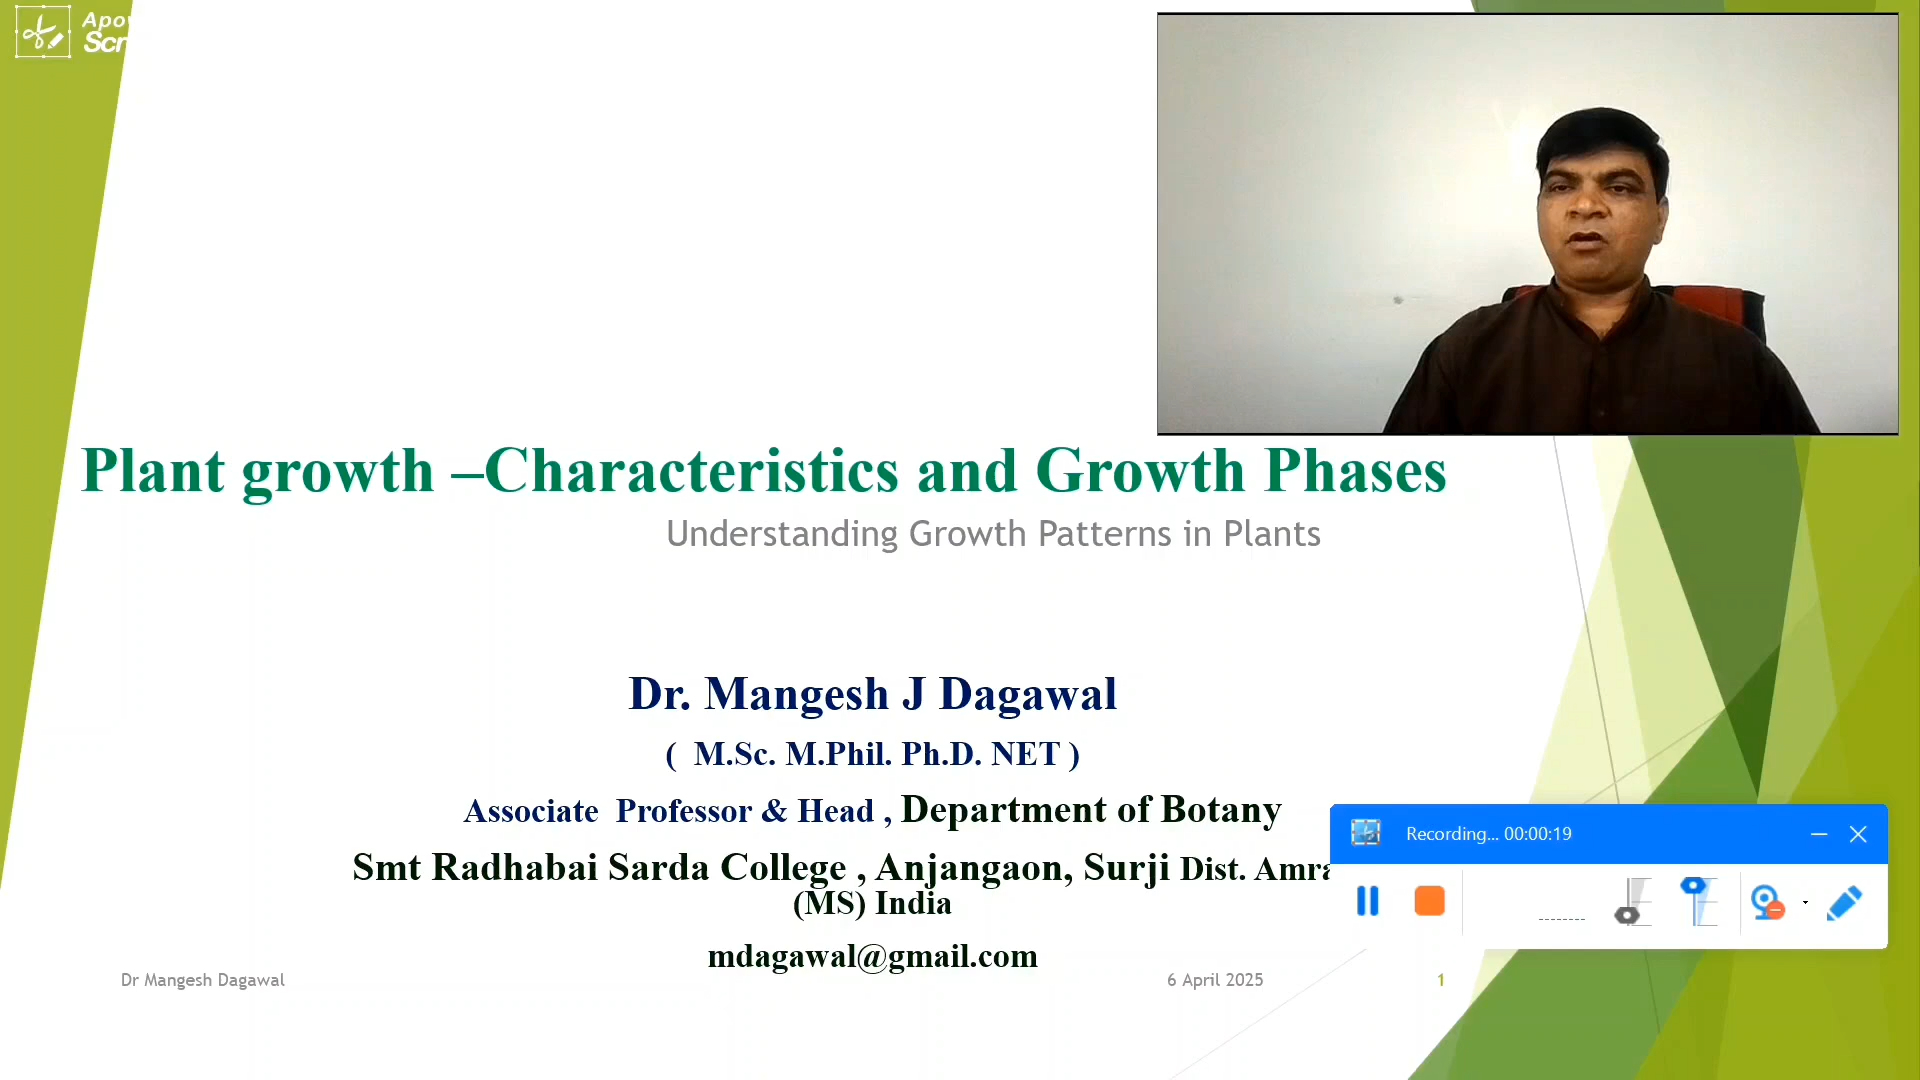 Plant growth –Characteristics and Growth Phases
Understanding Growth Patterns in Plants
Dr. Mangesh J Dagawal
( M.Sc. M.Phil. Ph.D. NET )
Associate Professor & Head , Department of Botany
Smt Radhabai Sarda College , Anjangaon, Surji Dist.
(MS) India
mdagawal@gmail.com
Recording... 00:00:19
Dr Mangesh Dagawal
6 April 2025
1